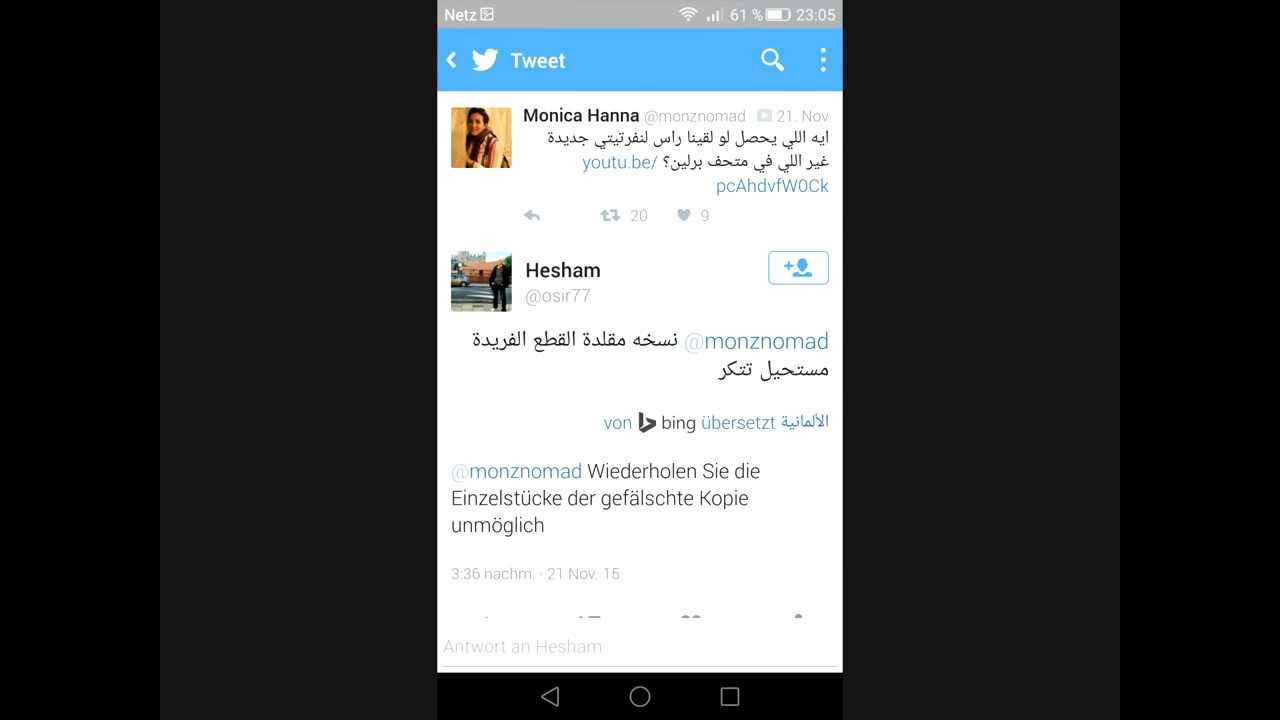 Netz 61 % 23:05
Tweet
Monica Hanna @monznomad 21. Nov
ايه اللي يحصل لو لقينا راس لنفرتيتي جديدة
غير اللي في متحف برلين؟ youtu.be/
pcAhdvfW0Ck
20 9
Hesham
@osir77
@monznomad نسخه مقلدة القطع الفريدة
مستحيل تتكر
von bing übersetzt الألمانية
@monznomad Wiederholen Sie die
Einzelstücke der gefälschte Kopie
unmöglich
3:36 nachm. · 21 Nov. 15
Antwort an Hesham